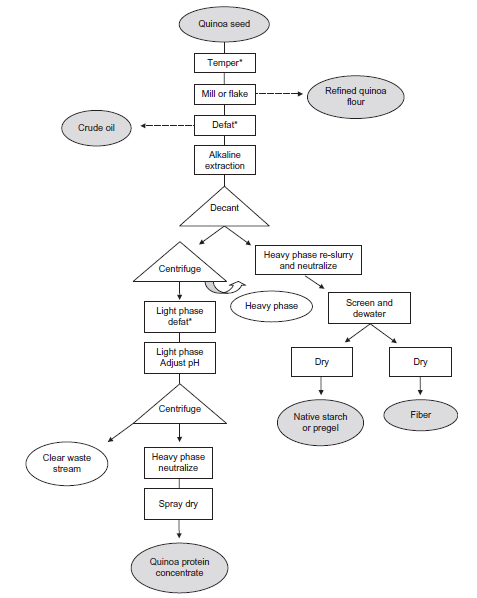 Quinoa seed
Temper*
Mill or flake
Refined quinoa
flour
Crude oil
Defat*
Alkaline
extraction
Decant
Centrifuge
Heavy phase re-slurry
and neutralize
Heavy phase
Light phase
defat*
Screen and
dewater
Light phase
Adjust pH
Dry
Dry
Centrifuge
Native starch
or pregel
Fiber
Clear waste
stream
Heavy phase
neutralize
Spray dry
Quinoa protein
concentrate